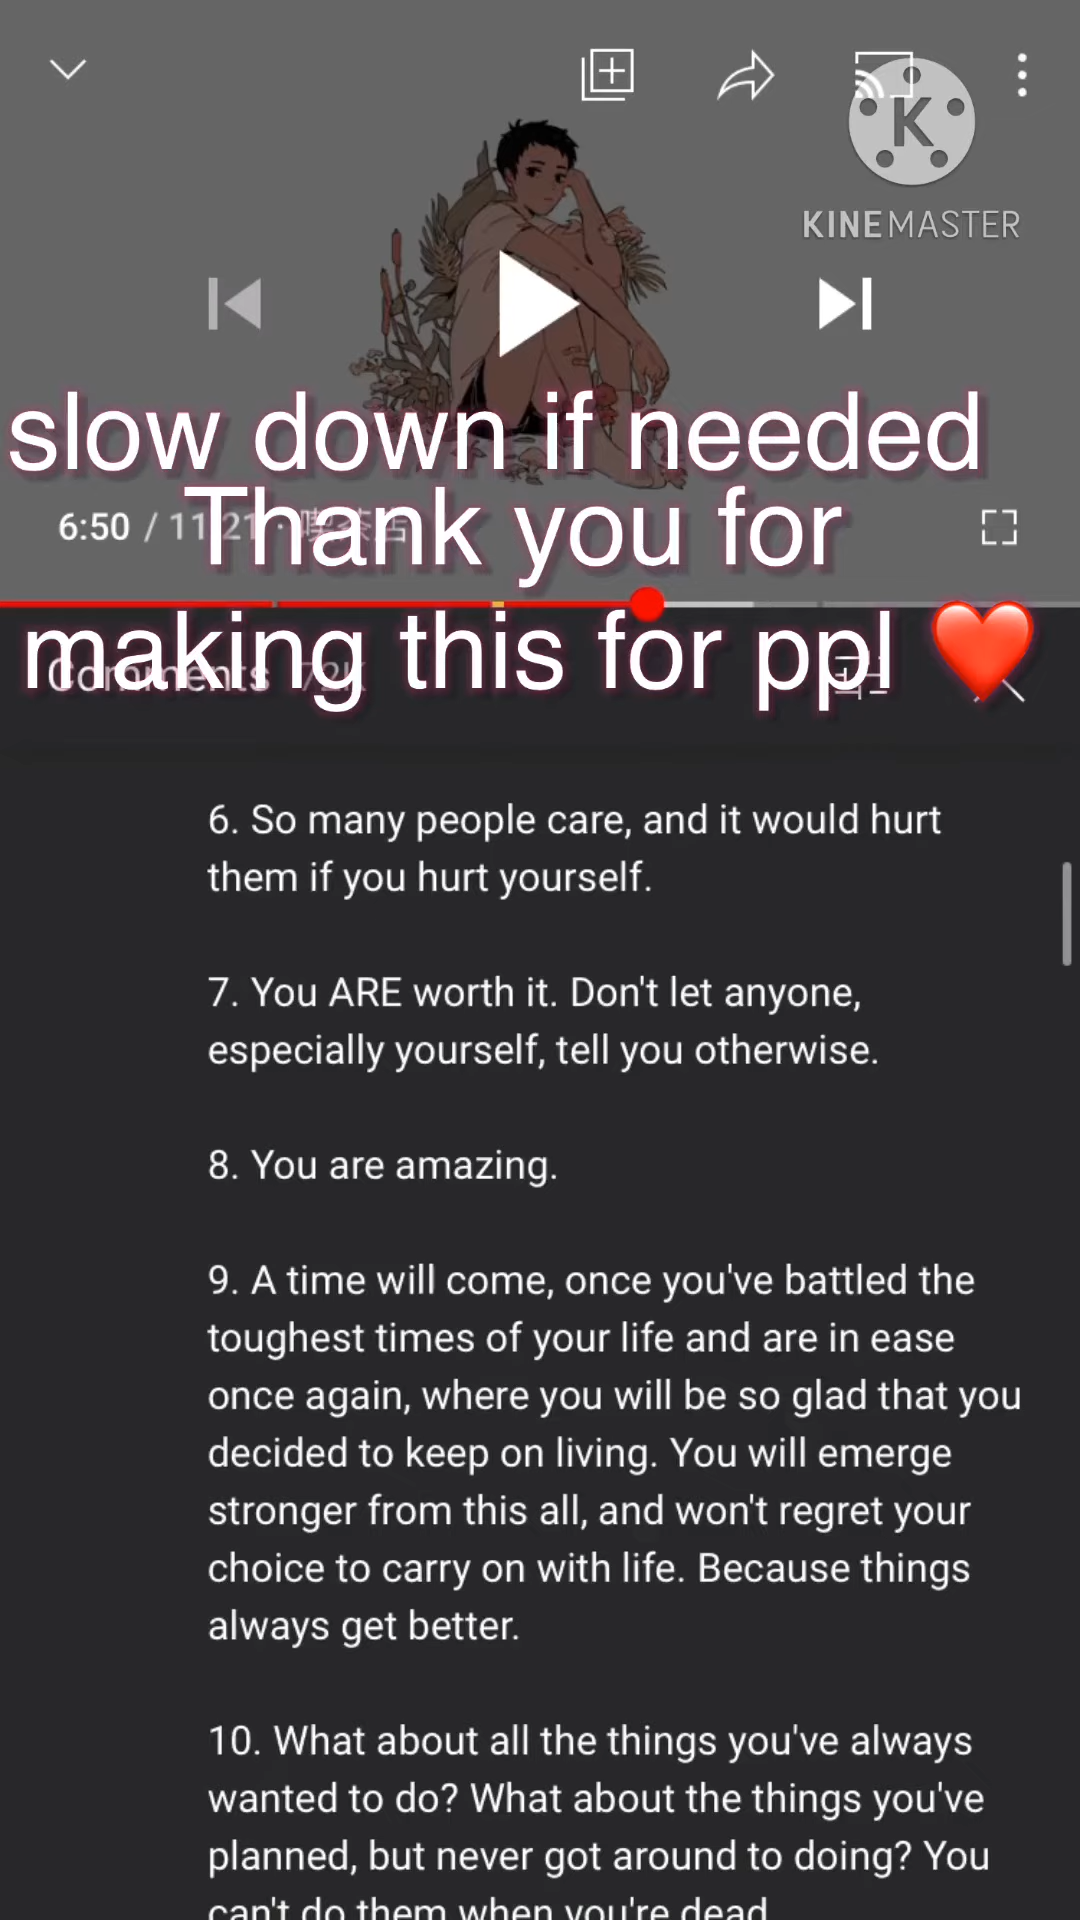 K
KINEMASTER
slow down if needed
6:50 / 11:21 · 喫茶店
Thank you for
making this for ppl ❤️
Comments 72K
6. So many people care, and it would hurt
them if you hurt yourself.
7. You ARE worth it. Don't let anyone,
especially yourself, tell you otherwise.
8. You are amazing.
9. A time will come, once you've battled the
toughest times of your life and are in ease
once again, where you will be so glad that you
decided to keep on living. You will emerge
stronger from this all, and won't regret your
choice to carry on with life. Because things
always get better.
10. What about all the things you've always
wanted to do? What about the things you've
planned, but never got around to doing? You
can't do them when you're dead